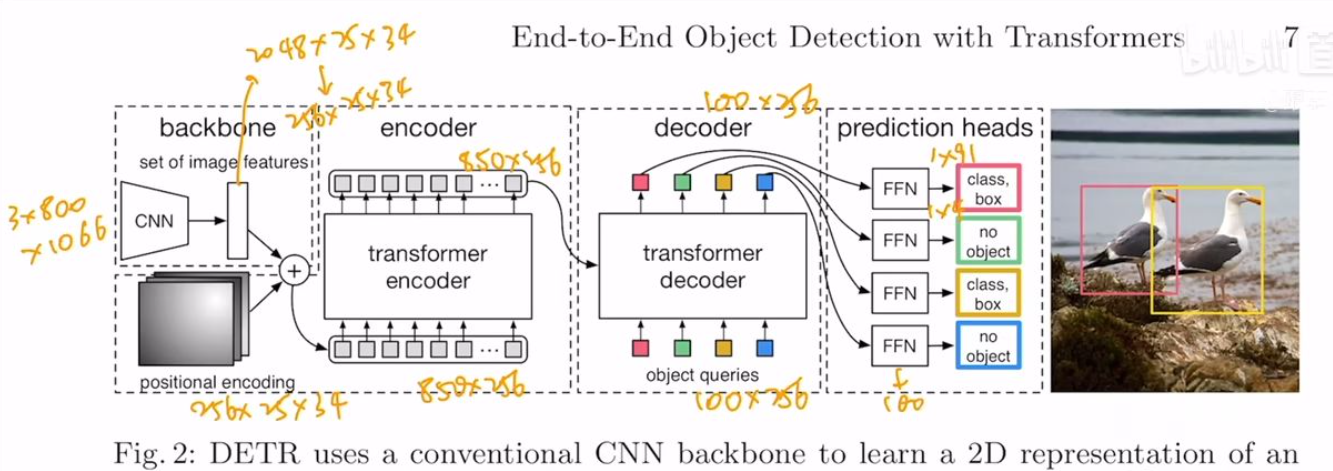 End-to-End Object Detection with Transformers 7
bilibili 首
2048×25×34
↓
256×25×34
100×256
backbone
encoder
decoder
prediction heads
set of image features
850×256
1×91
CNN
FFN
class,
box
3×800
×1066
1×4
FFN
no
object
+
transformer
encoder
transformer
decoder
FFN
class,
box
...
FFN
no
object
positional encoding
object queries
256×25×34
850×256
100×256
100
Fig. 2: DETR uses a conventional CNN backbone to learn a 2D representation of an